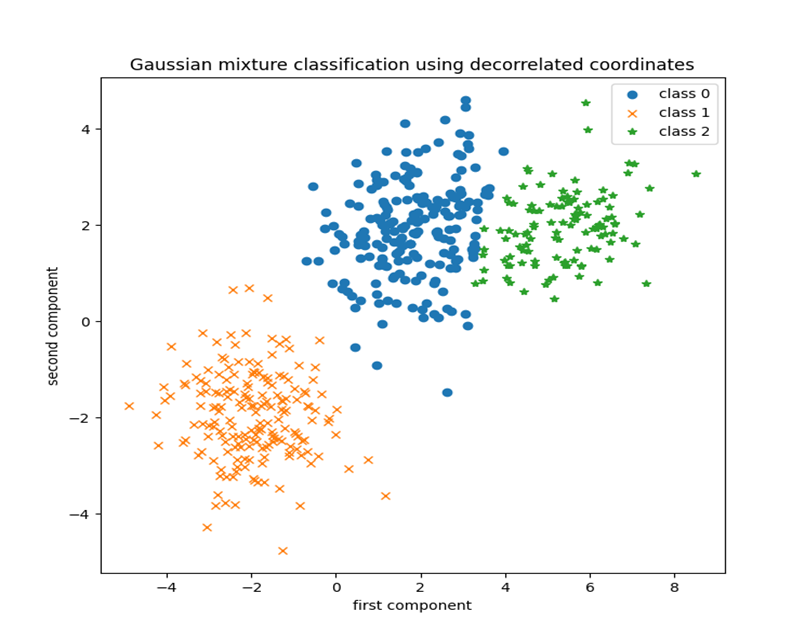 Gaussian mixture classification using decorrelated coordinates
class 0
class 1
class 2
4
2
0
−2
−4
second component
−4 −2 0 2 4 6 8
first component